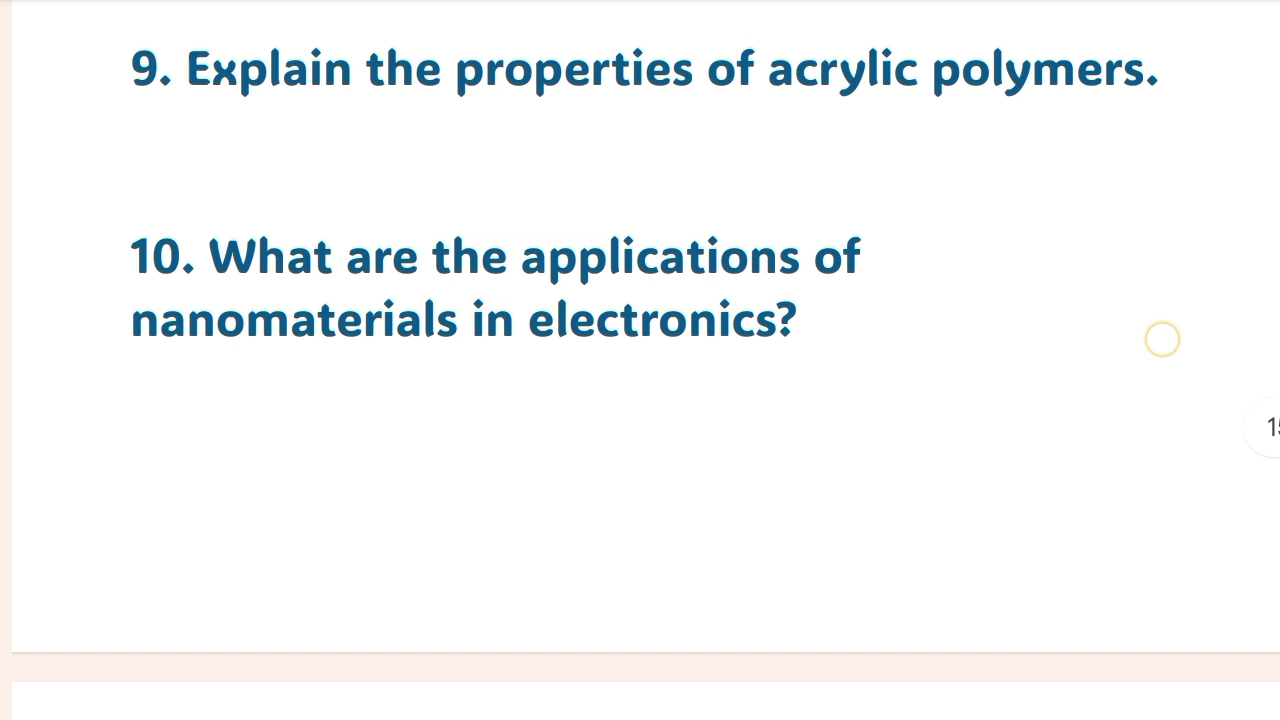 9. Explain the properties of acrylic polymers.
10. What are the applications of
nanomaterials in electronics?